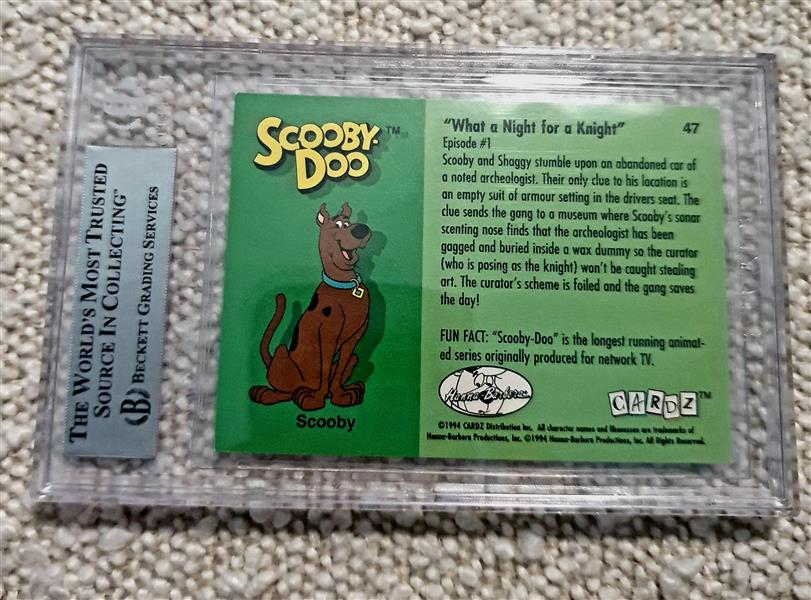 THE WORLD'S MOST TRUSTED
SOURCE IN COLLECTING™
BECKETT GRADING SERVICES
SCOOBY-DOO™
Scooby
"What a Night for a Knight" 47
Episode #1
Scooby and Shaggy stumble upon an abandoned car of
a noted archeologist. Their only clue to his location is
an empty suit of armour setting in the drivers seat. The
clue sends the gang to a museum where Scooby's sonar
scenting nose finds that the archeologist has been
gagged and buried inside a wax dummy so the curator
(who is posing as the knight) won't be caught stealing
art. The curator's scheme is foiled and the gang saves
the day!
FUN FACT: "Scooby-Doo" is the longest running animat-
ed series originally produced for network TV.
Hanna-Barbera
CARDZ™
©1994 CARDZ Distribution Inc. All character names and likenesses are trademarks of
Hanna-Barbera Productions, Inc. ©1994 Hanna-Barbera Productions, Inc. All Rights Reserved.